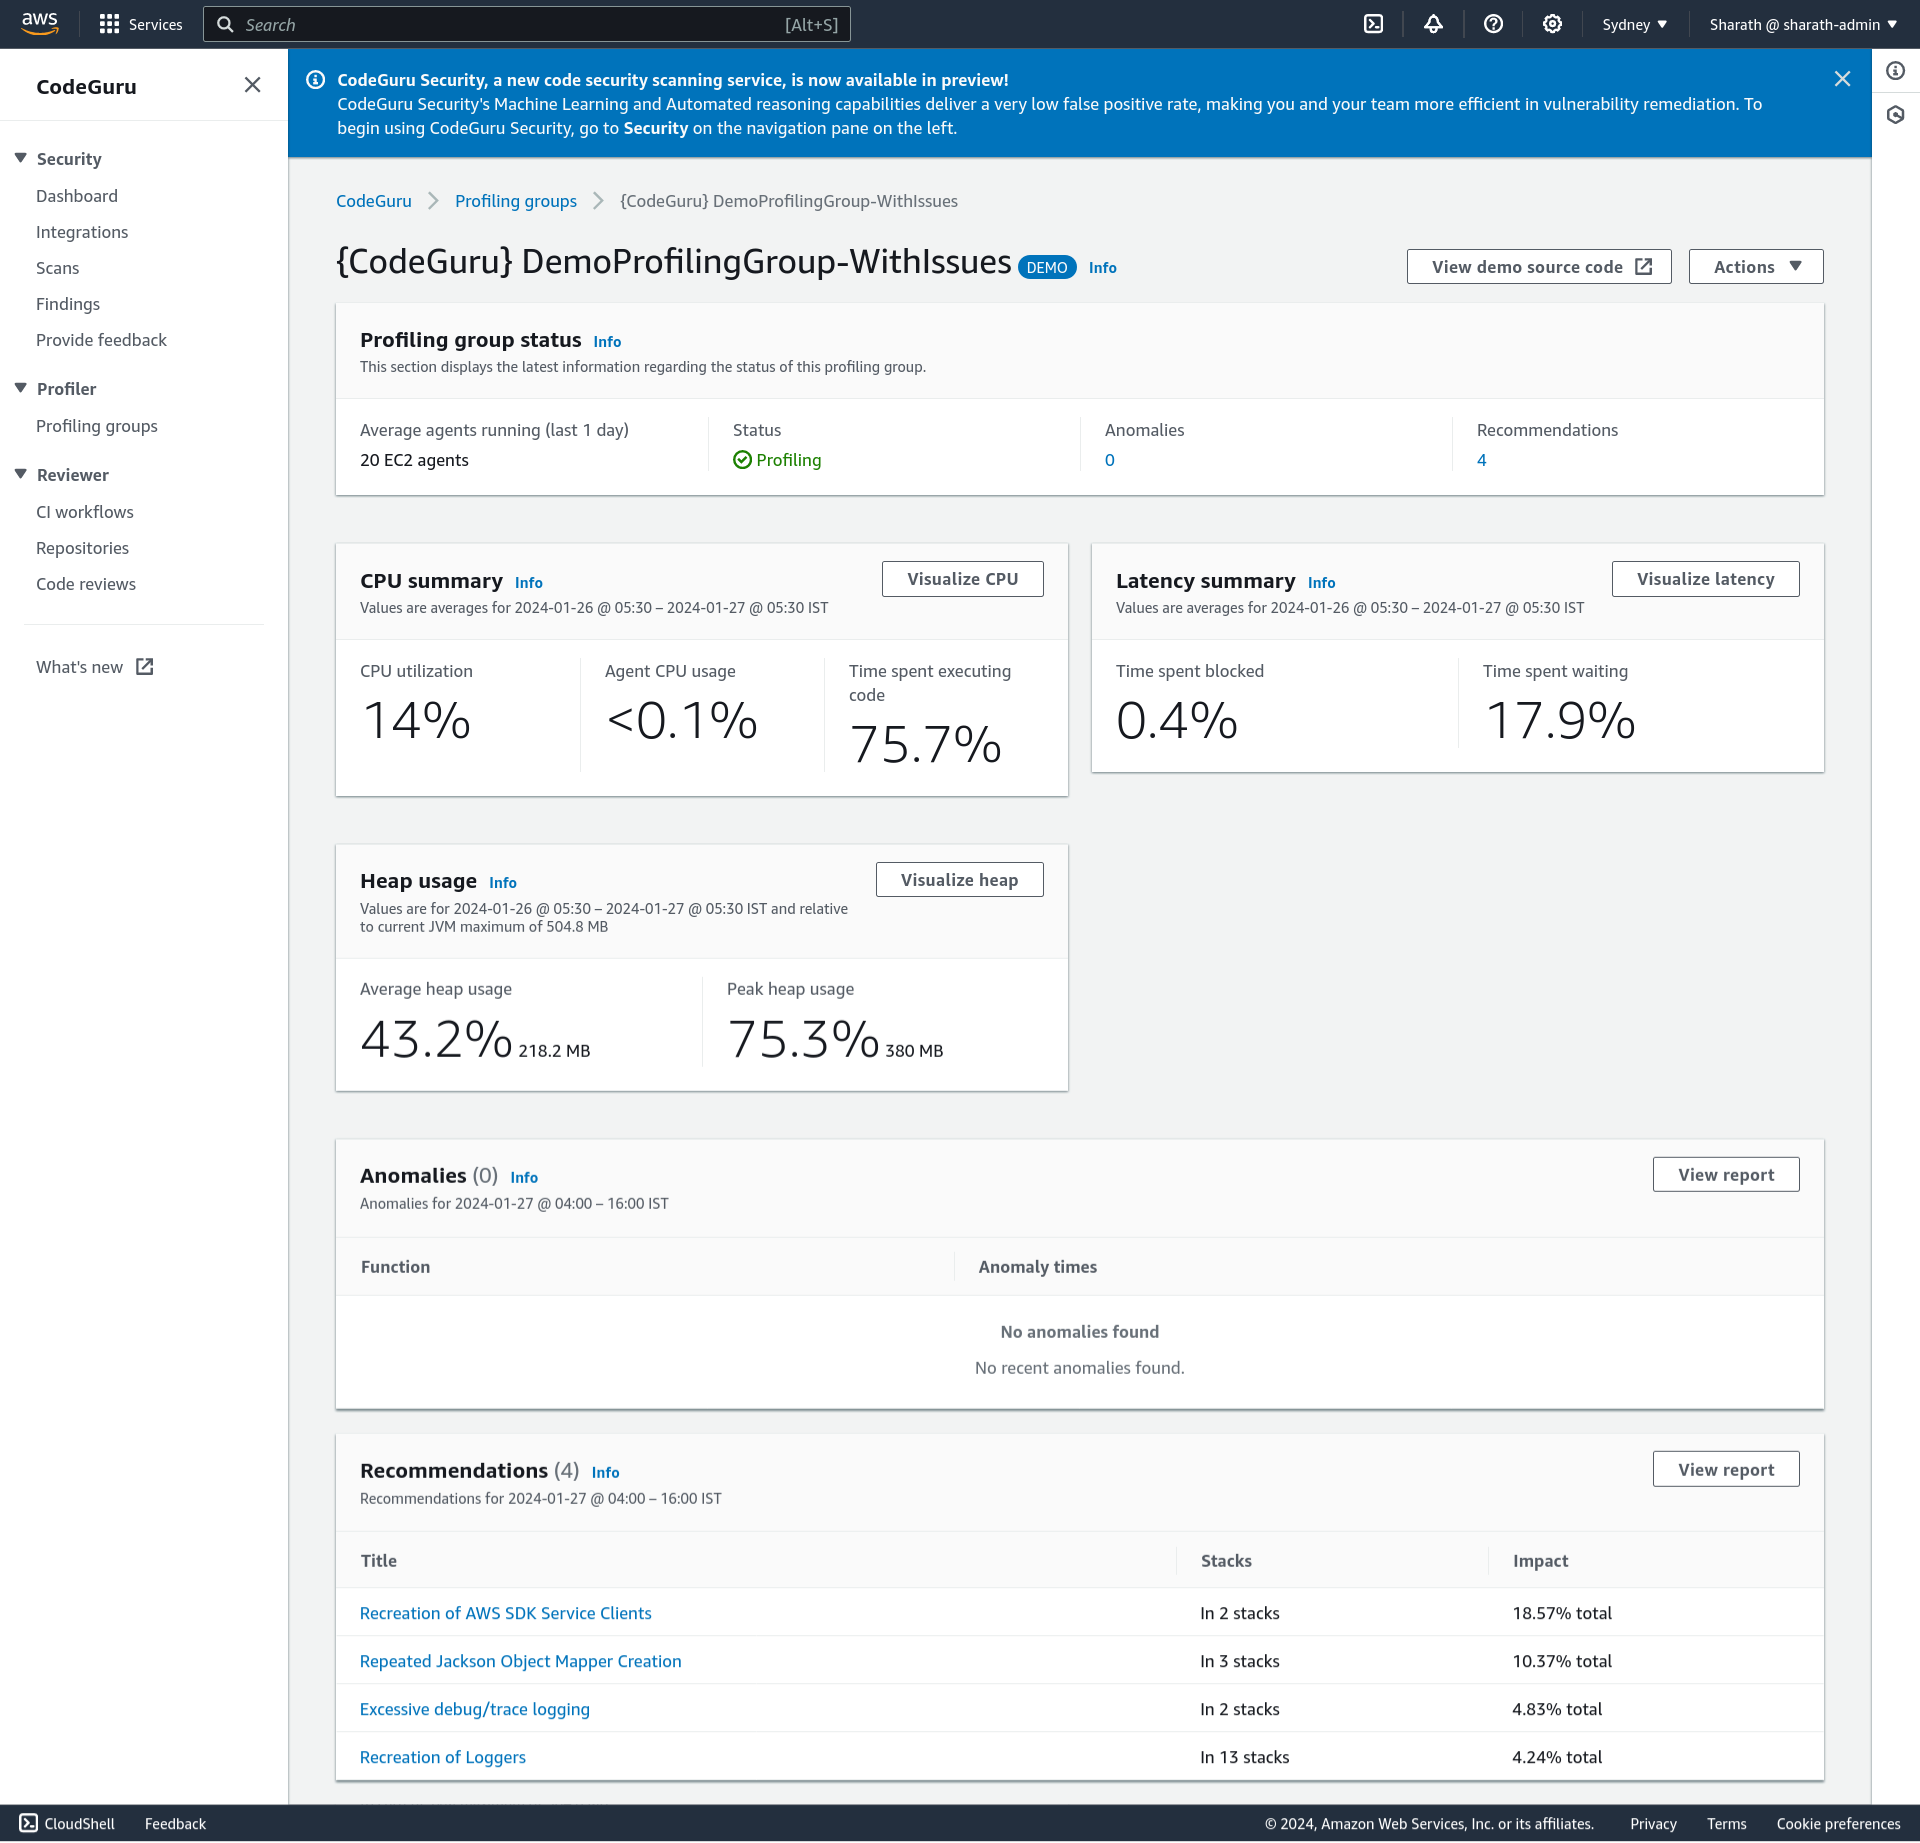 aws
Services
Search
[Alt+S]
Sydney
Sharath @ sharath-admin
CodeGuru
Security
Dashboard
Integrations
Scans
Findings
Provide feedback
Profiler
Profiling groups
Reviewer
CI workflows
Repositories
Code reviews
What's new
CodeGuru Security, a new code security scanning service, is now available in preview!
CodeGuru Security's Machine Learning and Automated reasoning capabilities deliver a very low false positive rate, making you and your team more efficient in vulnerability remediation. To
begin using CodeGuru Security, go to Security on the navigation pane on the left.
CodeGuru
Profiling groups
{CodeGuru} DemoProfilingGroup-WithIssues
{CodeGuru} DemoProfilingGroup-WithIssues DEMO Info
View demo source code
Actions
Profiling group status Info
This section displays the latest information regarding the status of this profiling group.
Average agents running (last 1 day)
20 EC2 agents
Status
Profiling
Anomalies
0
Recommendations
4
CPU summary Info
Visualize CPU
Values are averages for 2024-01-26 @ 05:30 – 2024-01-27 @ 05:30 IST
CPU utilization
14%
Agent CPU usage
<0.1%
Time spent executing
code
75.7%
Latency summary Info
Visualize latency
Values are averages for 2024-01-26 @ 05:30 – 2024-01-27 @ 05:30 IST
Time spent blocked
0.4%
Time spent waiting
17.9%
Heap usage Info
Visualize heap
Values are for 2024-01-26 @ 05:30 – 2024-01-27 @ 05:30 IST and relative
to current JVM maximum of 504.8 MB
Average heap usage
43.2% 218.2 MB
Peak heap usage
75.3% 380 MB
Anomalies (0) Info
View report
Anomalies for 2024-01-27 @ 04:00 – 16:00 IST
Function
Anomaly times
No anomalies found
No recent anomalies found.
Recommendations (4) Info
View report
Recommendations for 2024-01-27 @ 04:00 – 16:00 IST
Title
Stacks
Impact
Recreation of AWS SDK Service Clients
In 2 stacks
18.57% total
Repeated Jackson Object Mapper Creation
In 3 stacks
10.37% total
Excessive debug/trace logging
In 2 stacks
4.83% total
Recreation of Loggers
In 13 stacks
4.24% total
CloudShell
Feedback
© 2024, Amazon Web Services, Inc. or its affiliates.
Privacy
Terms
Cookie preferences